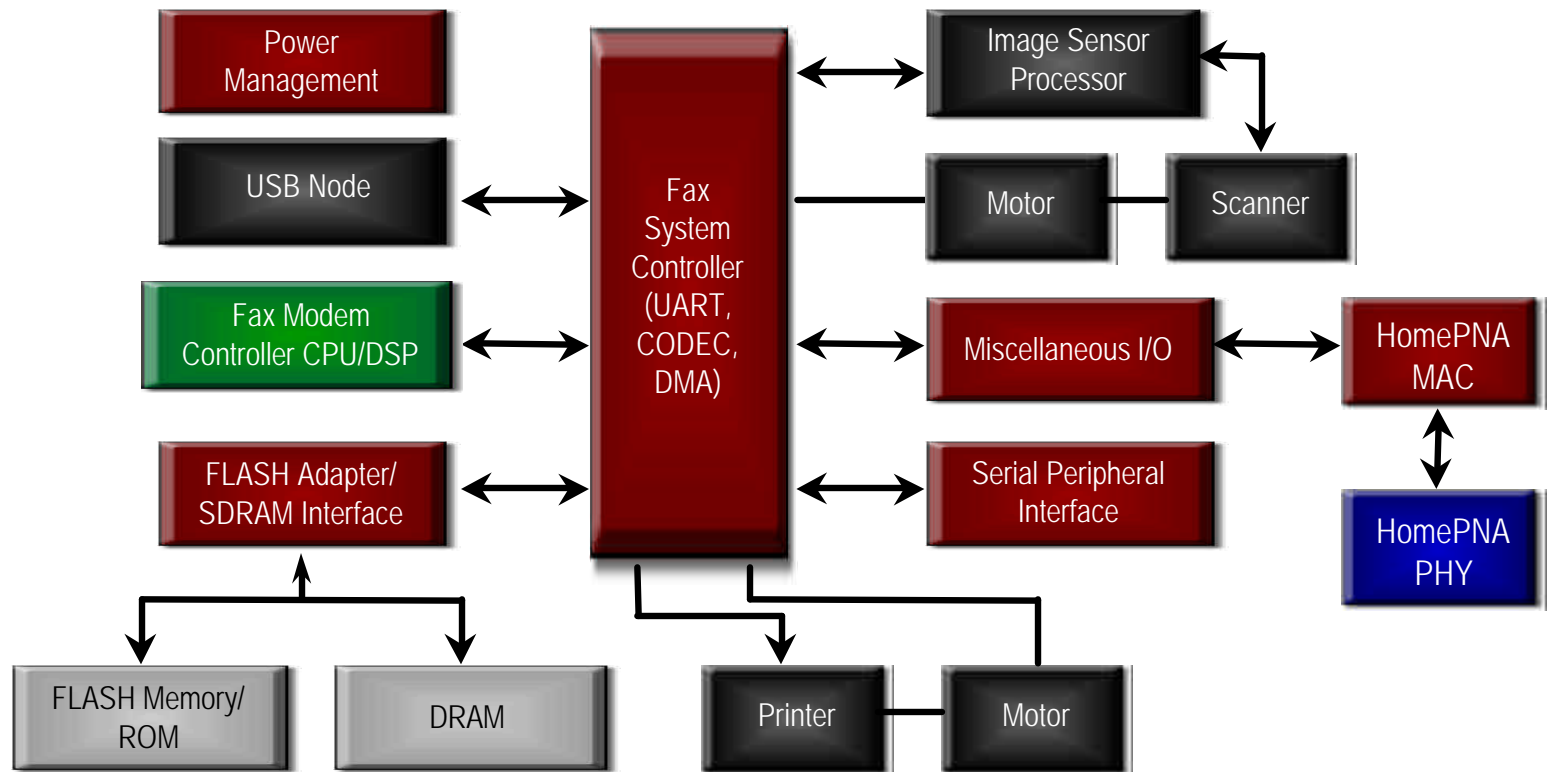 Power
Management
Image Sensor
Processor
USB Node
Fax
System
Controller
(UART,
CODEC,
DMA)
Motor
Scanner
Fax Modem
Controller CPU/DSP
Miscellaneous I/O
HomePNA
MAC
FLASH Adapter/
SDRAM Interface
Serial Peripheral
Interface
HomePNA
PHY
FLASH Memory/
ROM
DRAM
Printer
Motor